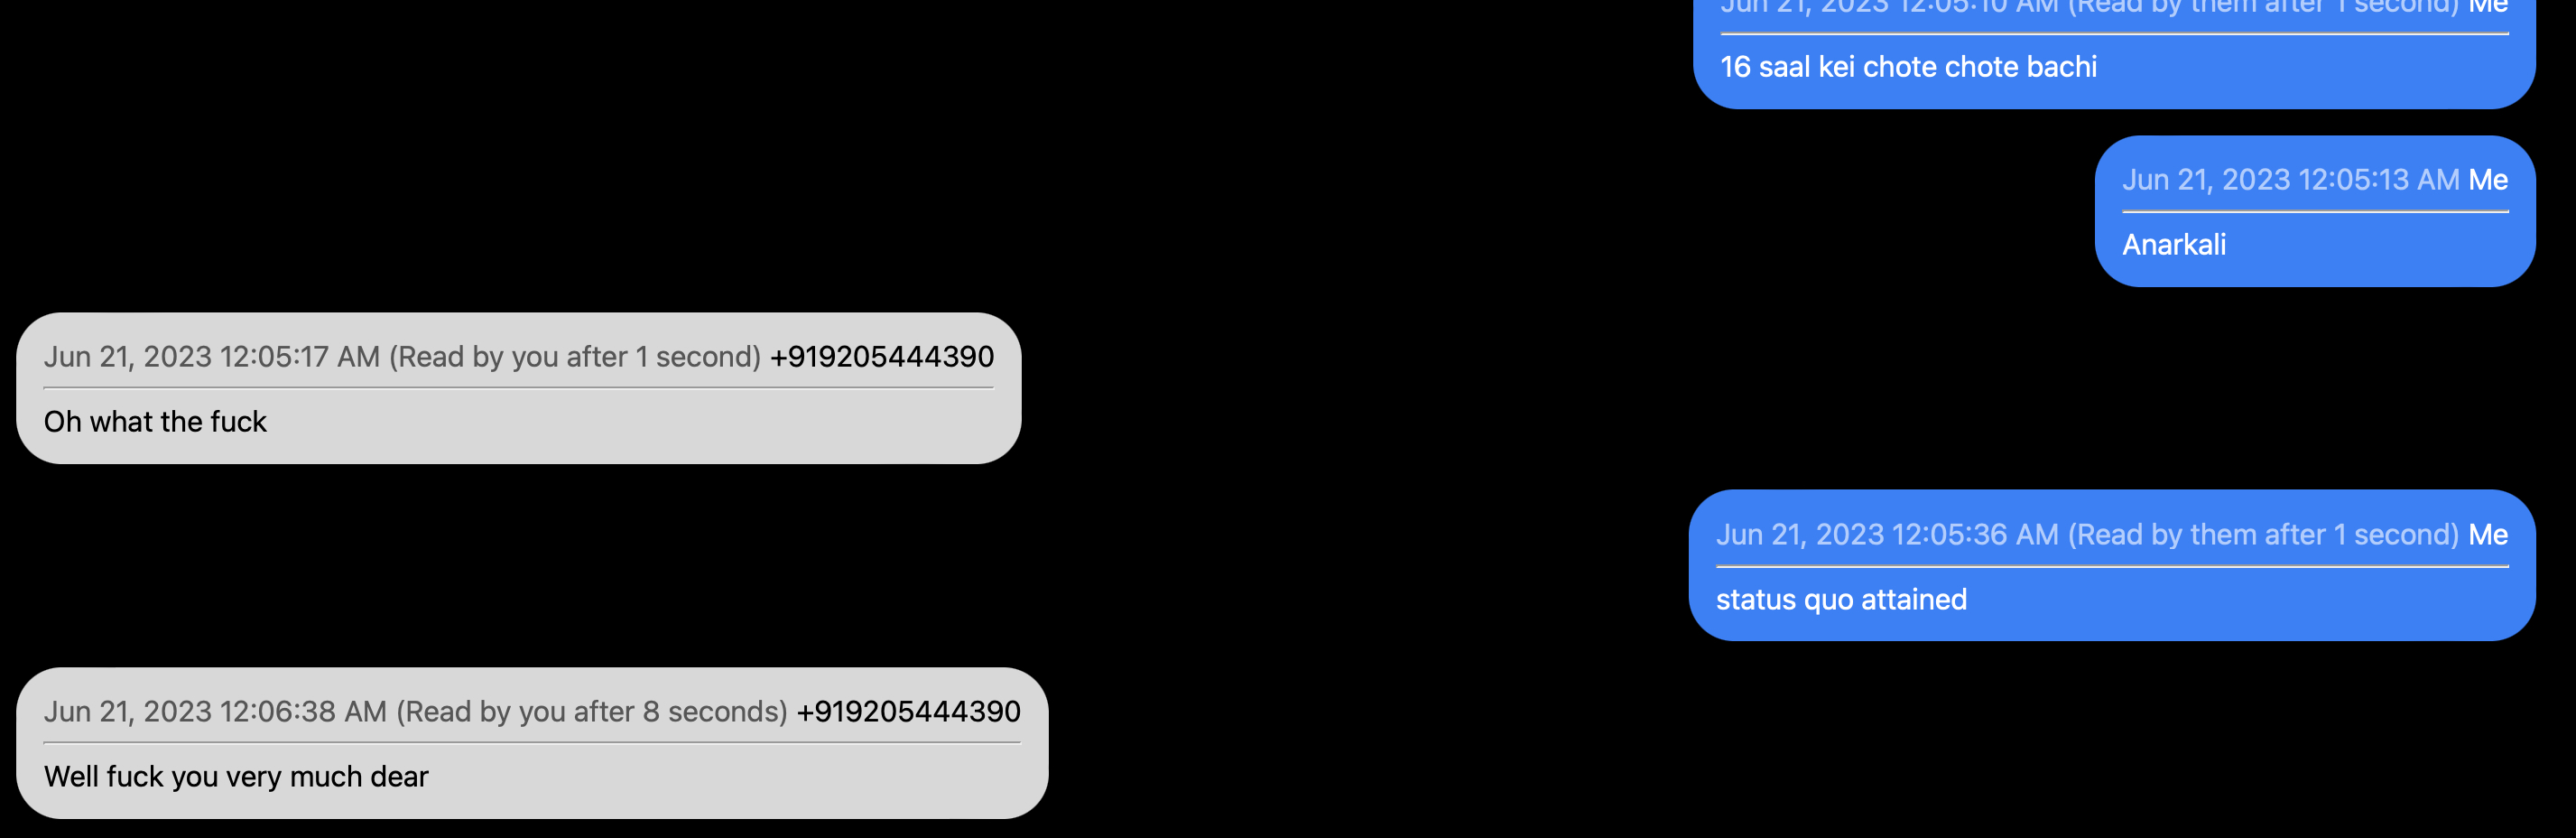 Jun 21, 2023 12:05:10 AM (Read by them after 1 second) Me
16 saal kei chote chote bachi
Jun 21, 2023 12:05:13 AM Me
Anarkali
Jun 21, 2023 12:05:17 AM (Read by you after 1 second) +919205444390
Oh what the fuck
Jun 21, 2023 12:05:36 AM (Read by them after 1 second) Me
status quo attained
Jun 21, 2023 12:06:38 AM (Read by you after 8 seconds) +919205444390
Well fuck you very much dear